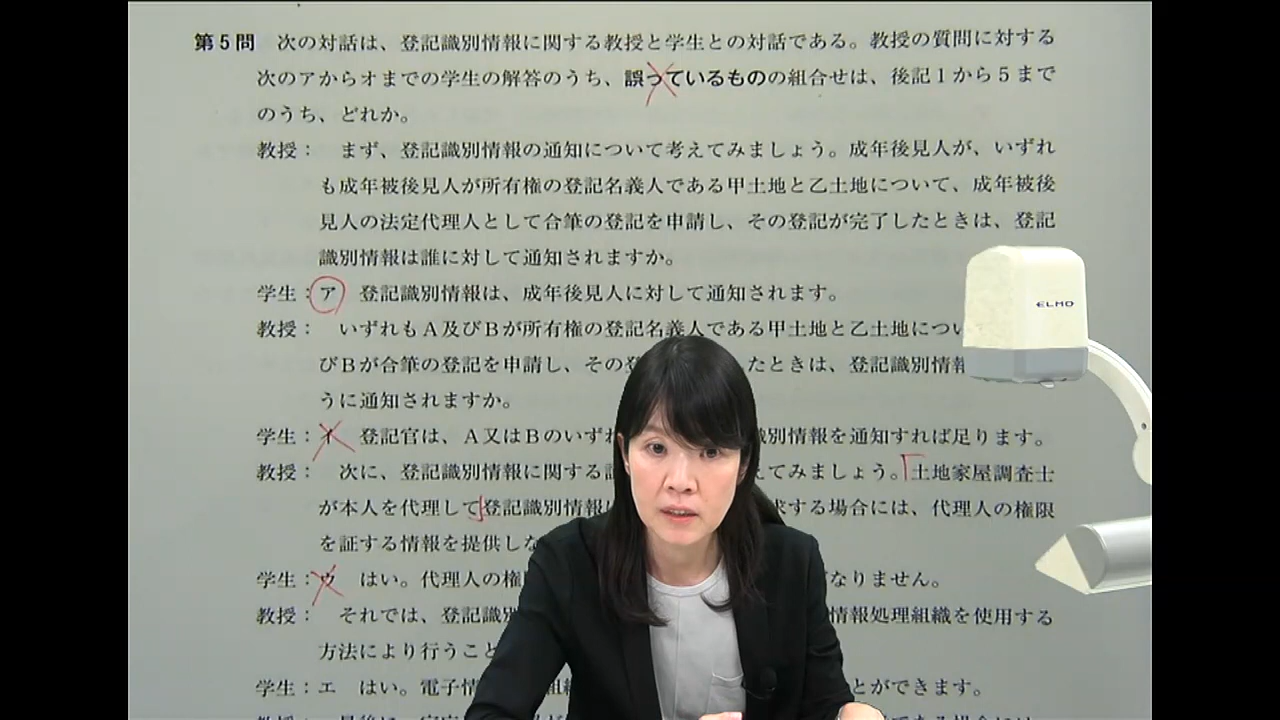 第5問 次の対話は、登記識別情報に関する教授と学生との対話である。教授の質問に対する
次のアからオまでの学生の解答のうち、誤っているものの組合せは、後記1から5まで
のうち、どれか。
教授： まず、登記識別情報の通知について考えてみましょう。成年後見人が、いずれ
も成年被後見人が所有権の登記名義人である甲土地と乙土地について、成年被後
見人の法定代理人として合筆の登記を申請し、その登記が完了したときは、登記
識別情報は誰に対して通知されますか。
学生：ア 登記識別情報は、成年後見人に対して通知されます。
教授： いずれもA及びBが所有権の登記名義人である甲土地と乙土地につい
びBが合筆の登記を申請し、その たときは、登記識別情報
うに通知されますか。
学生：イ 登記官は、A又はBのいず 識別情報を通知すれば足ります。
教授： 次に、登記識別情報に関する えてみましょう。土地家屋調査士
が本人を代理して登記識別情報 求する場合には、代理人の権限
を証する情報を提供し
学生：ウ はい。代理人の権 なりません。
教授： それでは、登記識 情報処理組織を使用する
方法により行うこと
学生：エ はい。電子情 とができます。
ELMO